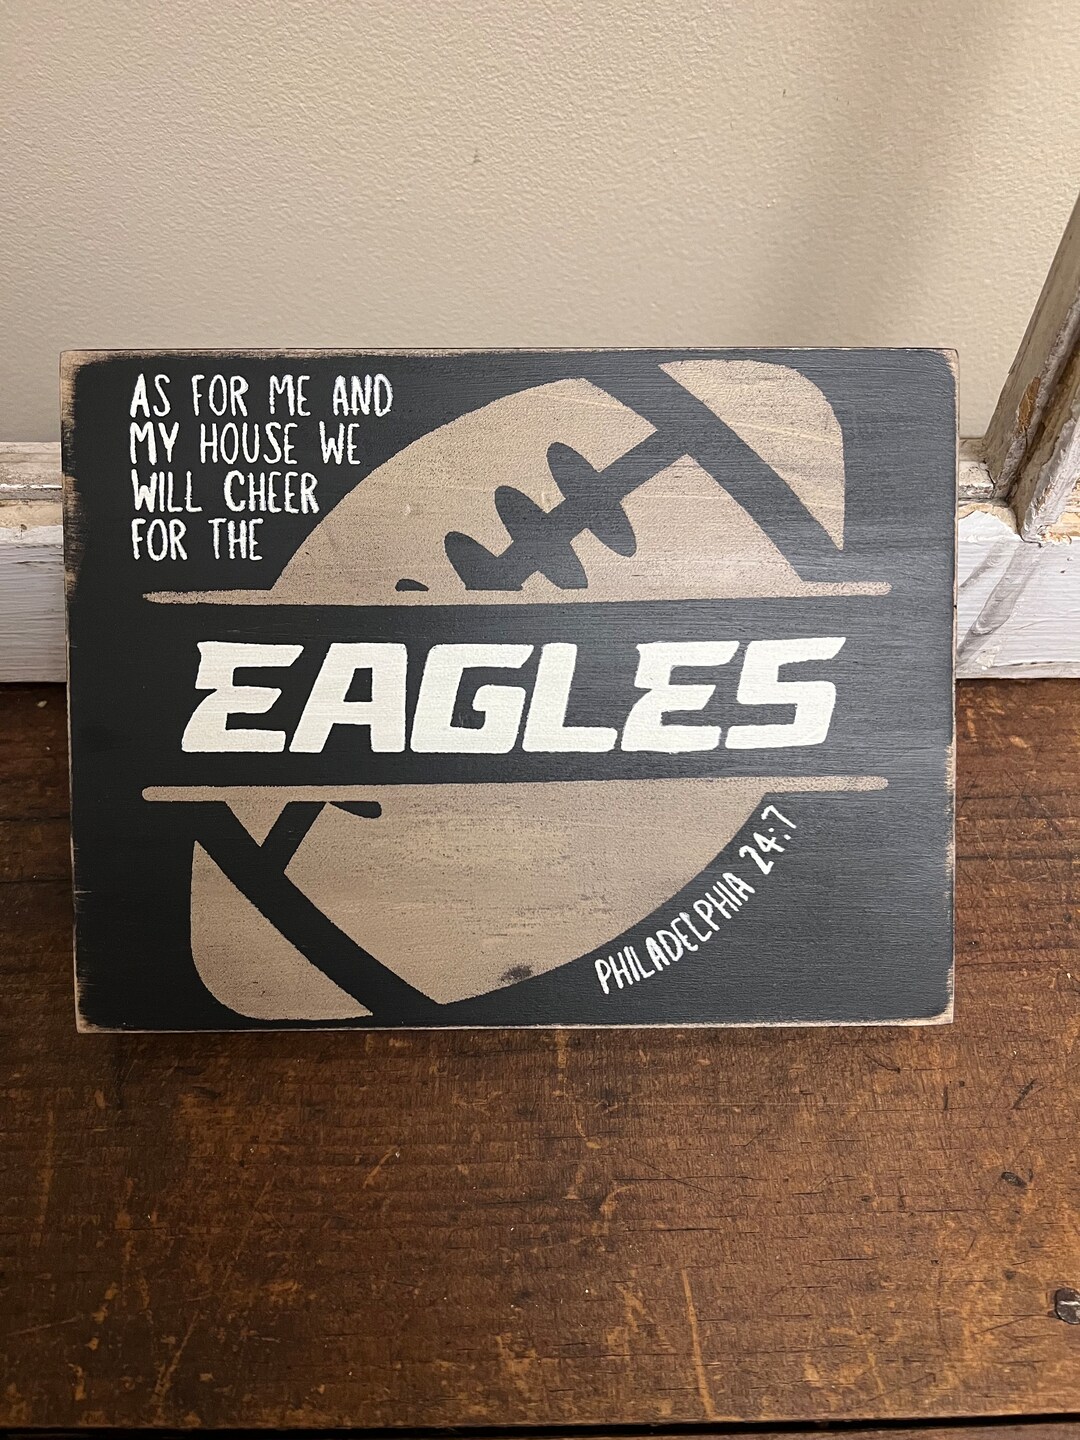 AS FOR ME AND
MY HOUSE WE
WILL CHEER
FOR THE
EAGLES
PHILADELPHIA 24:7